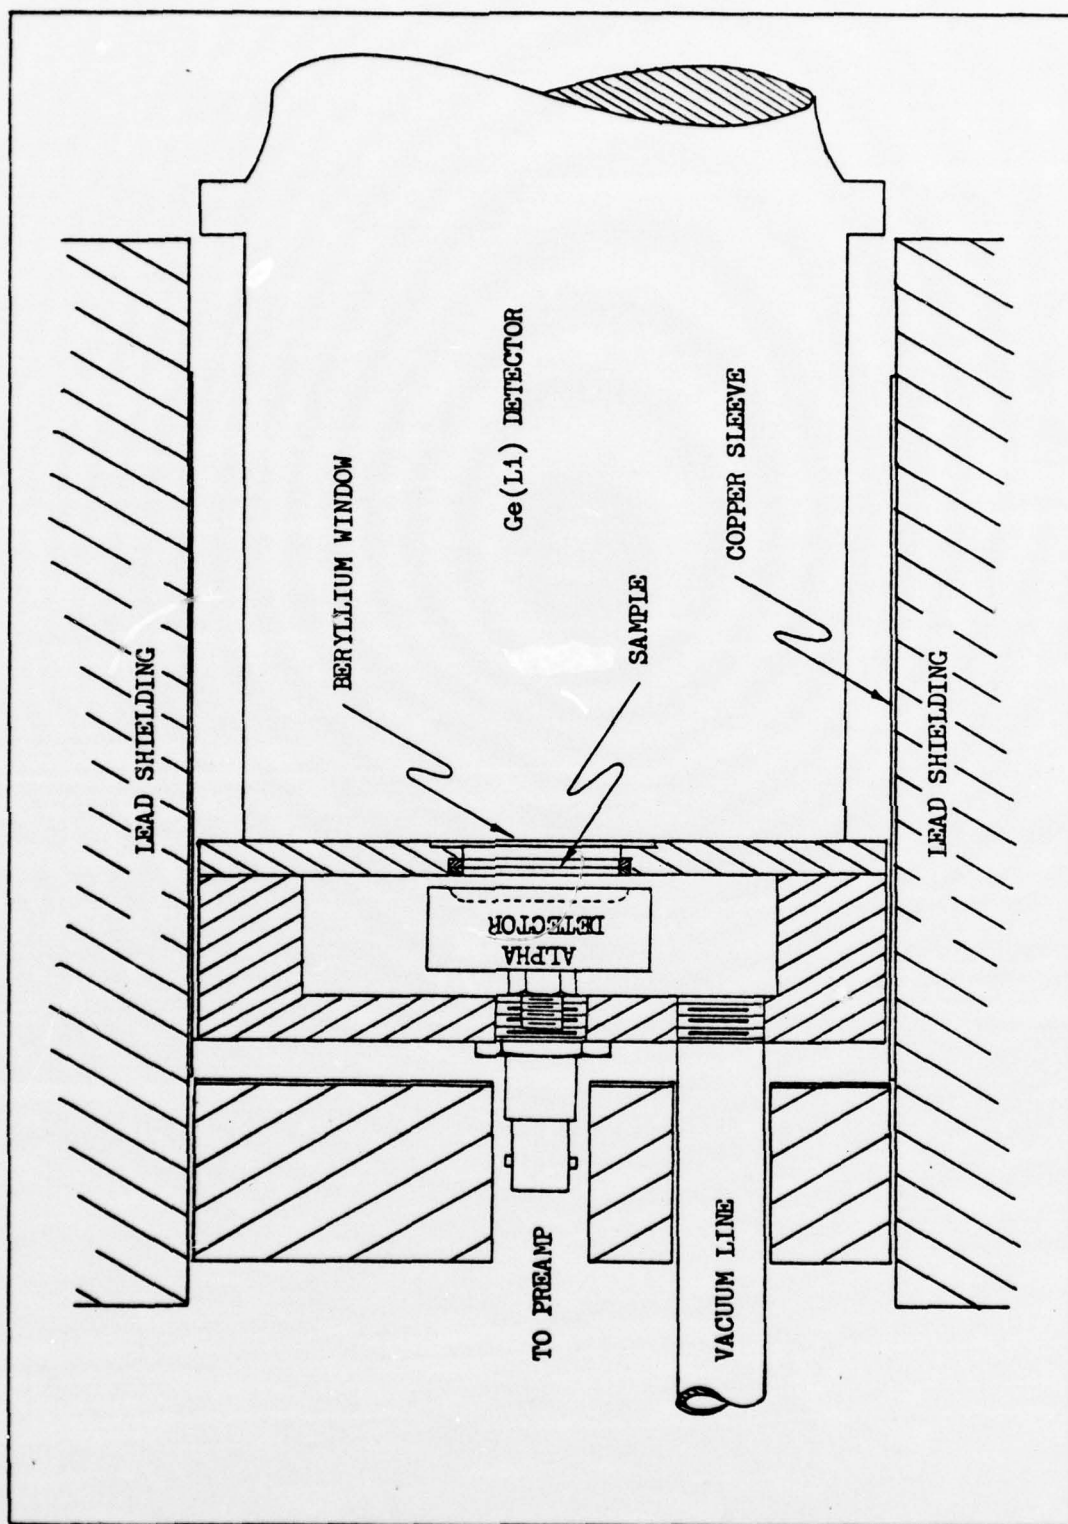 LEAD SHIELDING
BERYLLIUM WINDOW
Ge(Li) DETECTOR
SAMPLE
COPPER SLEEVE
LEAD SHIELDING
ALPHA
DETECTOR
TO PREAMP
VACUUM LINE